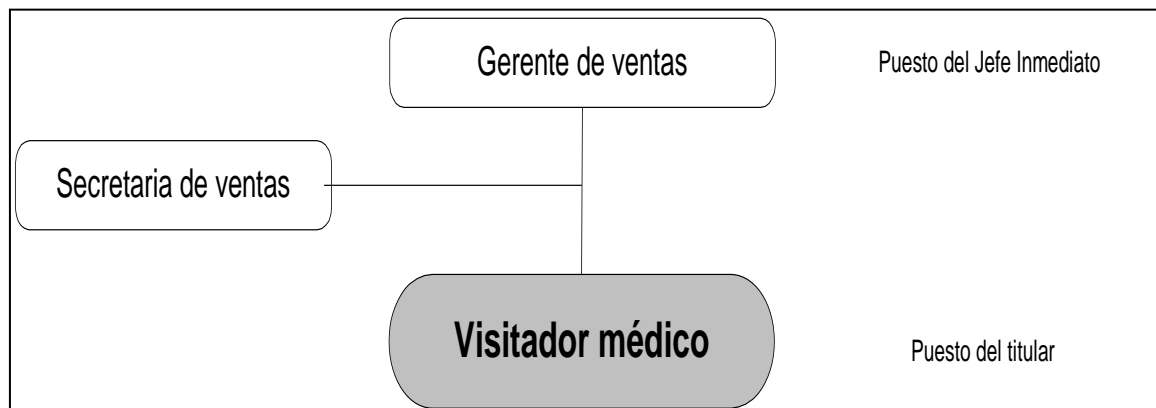 Gerente de ventas
Puesto del Jefe Inmediato
Secretaria de ventas
Visitador médico
Puesto del titular